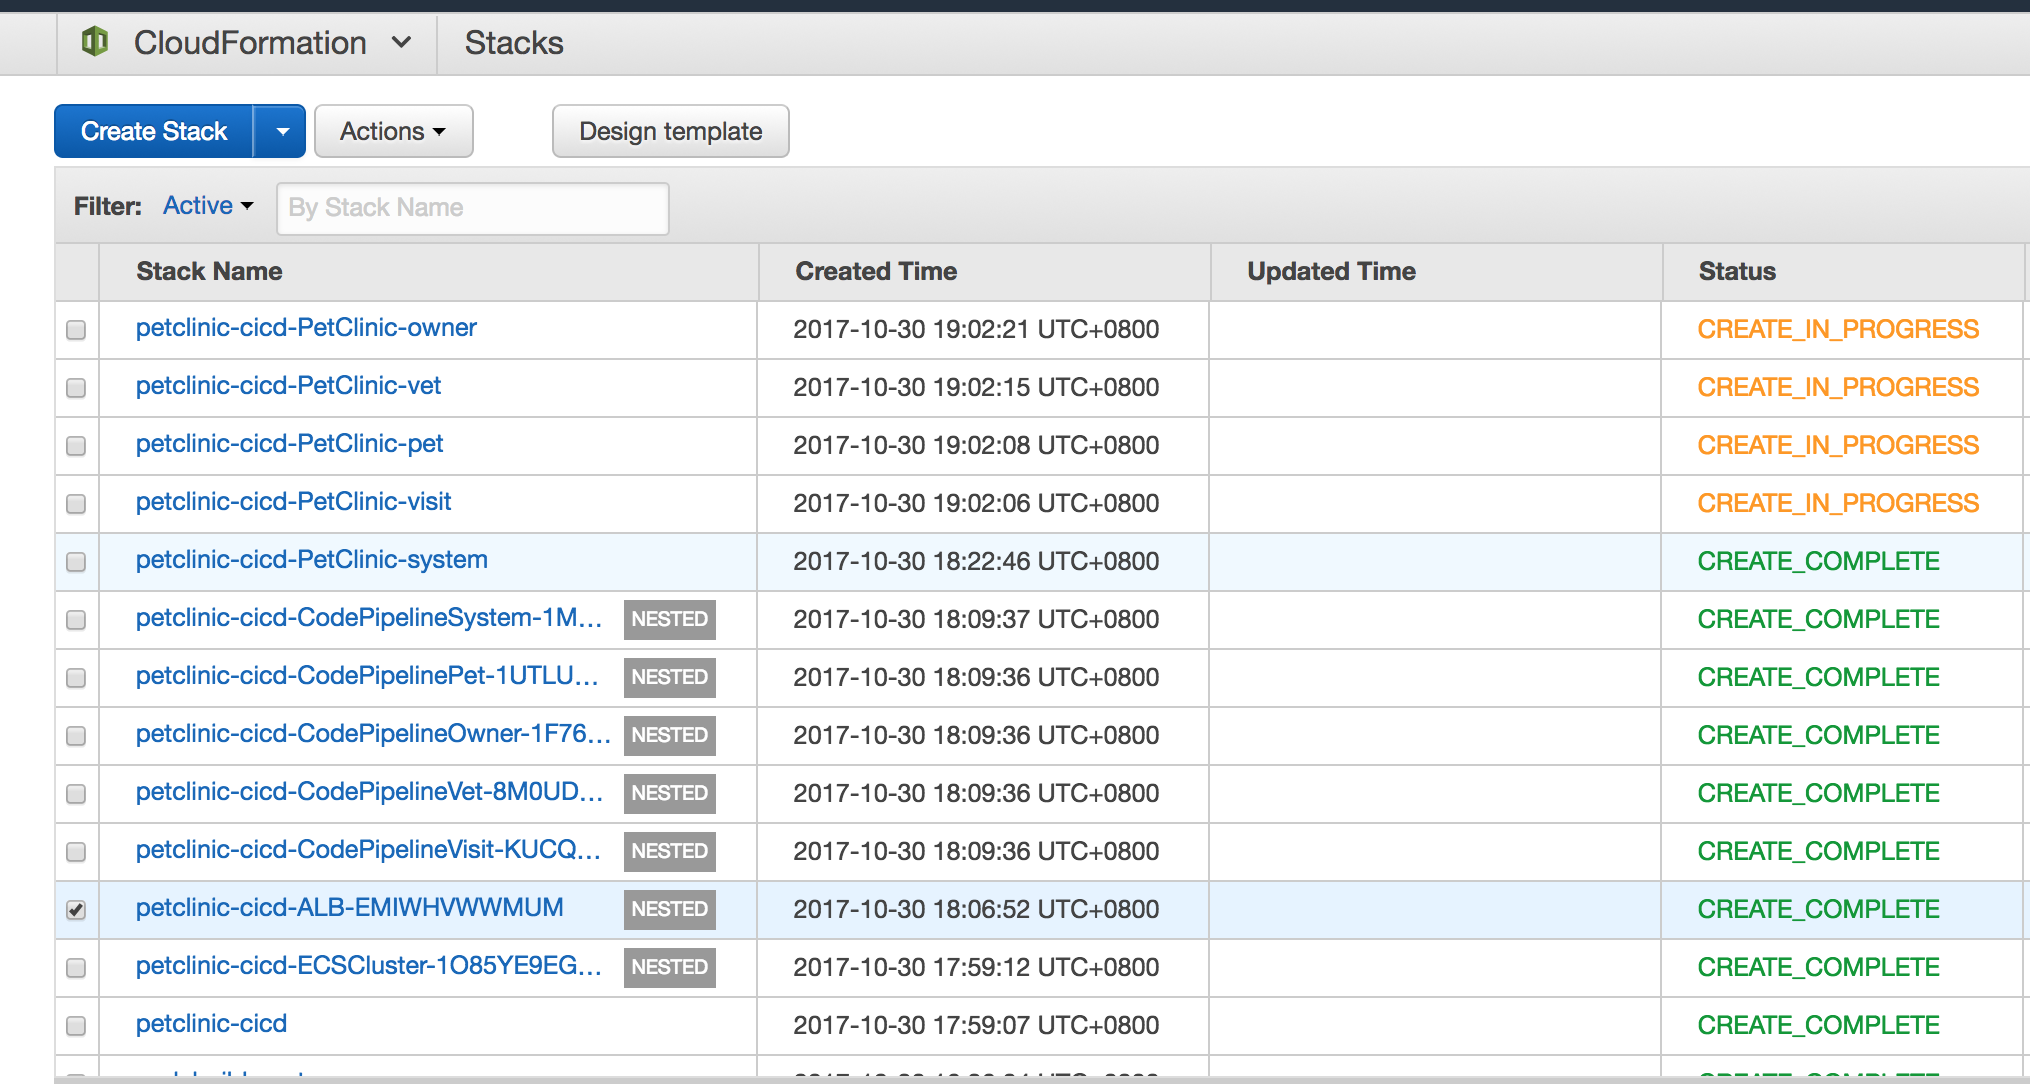 CloudFormation Stacks
Create Stack Actions Design template
Filter: Active By Stack Name
Stack Name Created Time Updated Time Status
petclinic-cicd-PetClinic-owner 2017-10-30 19:02:21 UTC+0800 CREATE_IN_PROGRESS
petclinic-cicd-PetClinic-vet 2017-10-30 19:02:15 UTC+0800 CREATE_IN_PROGRESS
petclinic-cicd-PetClinic-pet 2017-10-30 19:02:08 UTC+0800 CREATE_IN_PROGRESS
petclinic-cicd-PetClinic-visit 2017-10-30 19:02:06 UTC+0800 CREATE_IN_PROGRESS
petclinic-cicd-PetClinic-system 2017-10-30 18:22:46 UTC+0800 CREATE_COMPLETE
petclinic-cicd-CodePipelineSystem-1M... NESTED 2017-10-30 18:09:37 UTC+0800 CREATE_COMPLETE
petclinic-cicd-CodePipelinePet-1UTLU... NESTED 2017-10-30 18:09:36 UTC+0800 CREATE_COMPLETE
petclinic-cicd-CodePipelineOwner-1F76... NESTED 2017-10-30 18:09:36 UTC+0800 CREATE_COMPLETE
petclinic-cicd-CodePipelineVet-8M0UD... NESTED 2017-10-30 18:09:36 UTC+0800 CREATE_COMPLETE
petclinic-cicd-CodePipelineVisit-KUCQ... NESTED 2017-10-30 18:09:36 UTC+0800 CREATE_COMPLETE
petclinic-cicd-ALB-EMIWHVWWMUM NESTED 2017-10-30 18:06:52 UTC+0800 CREATE_COMPLETE
petclinic-cicd-ECSCluster-1O85YE9EG... NESTED 2017-10-30 17:59:12 UTC+0800 CREATE_COMPLETE
petclinic-cicd 2017-10-30 17:59:07 UTC+0800 CREATE_COMPLETE